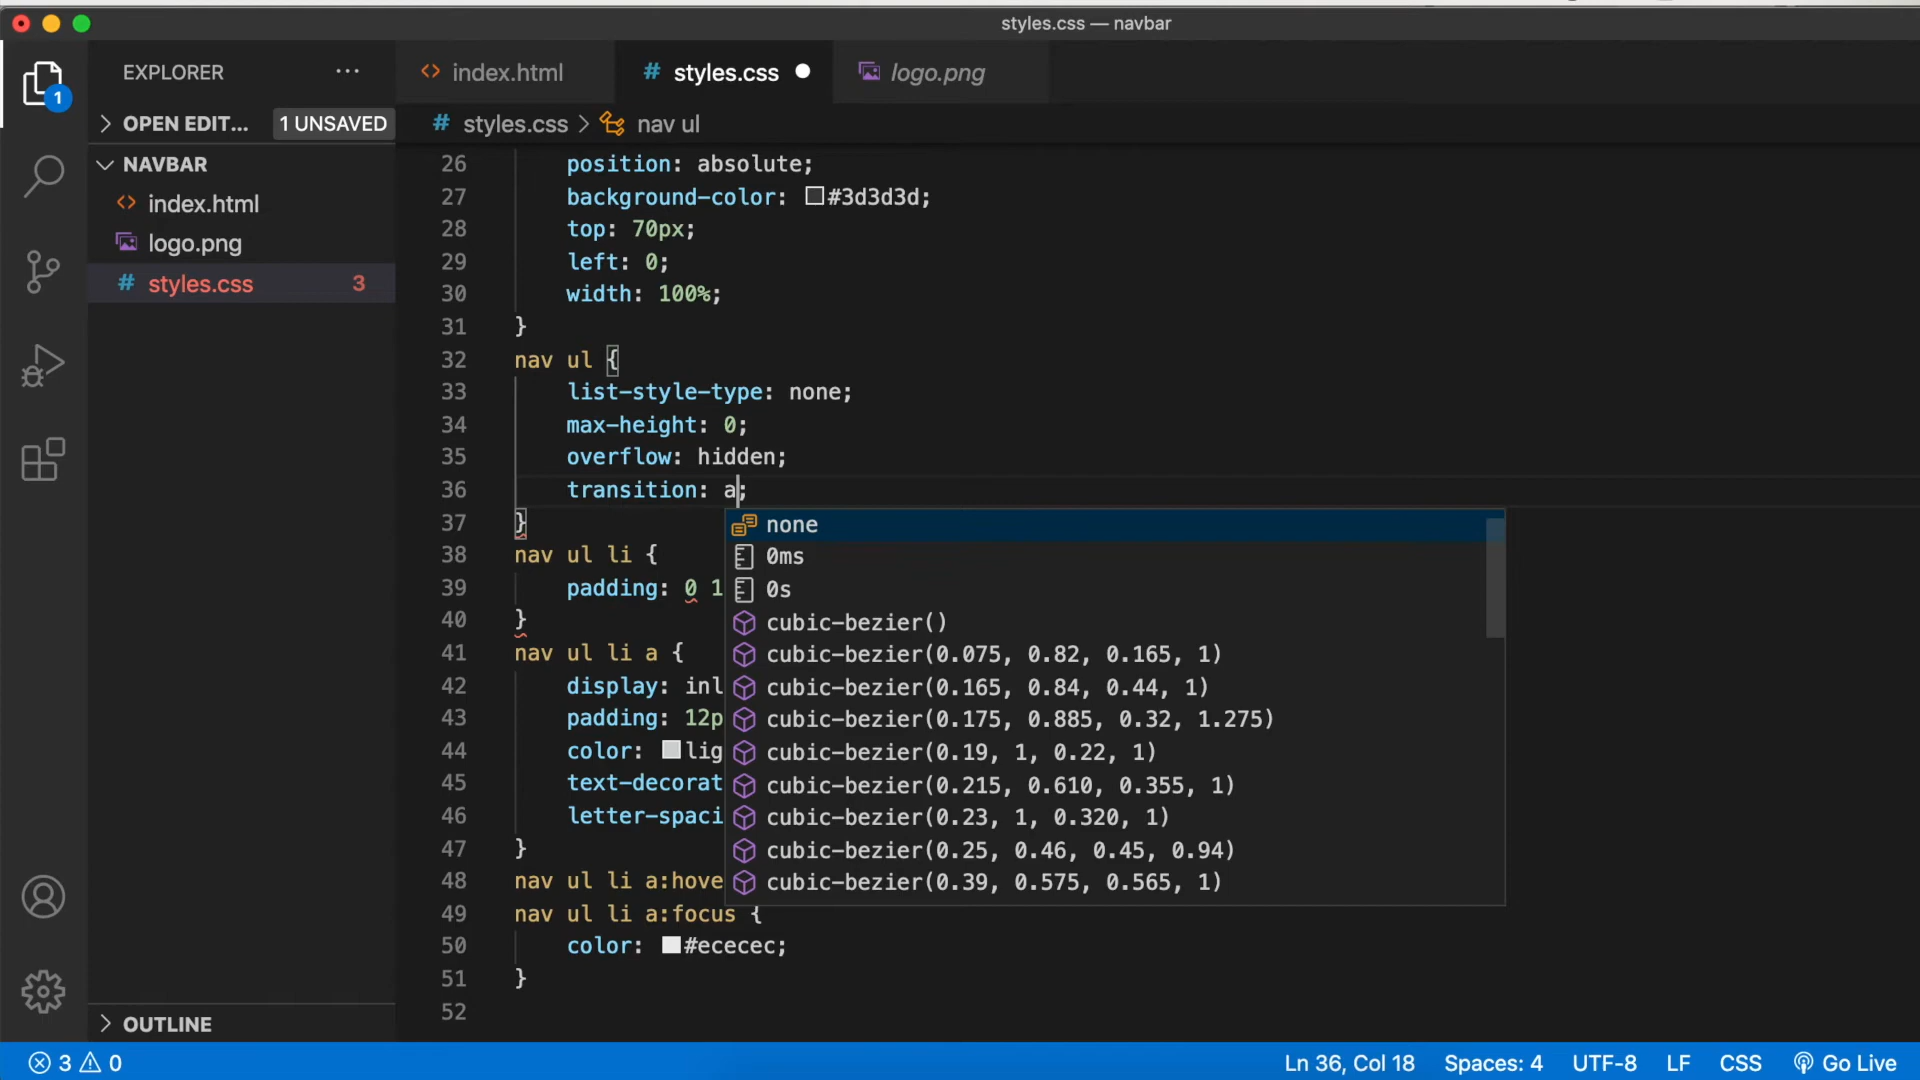 styles.css — navbar
EXPLORER
index.html
styles.css
logo.png
OPEN EDIT... 1 UNSAVED
styles.css > nav ul
NAVBAR
index.html
logo.png
styles.css 3
26 position: absolute;
27 background-color: #3d3d3d;
28 top: 70px;
29 left: 0;
30 width: 100%;
31 }
32 nav ul {
33 list-style-type: none;
34 max-height: 0;
35 overflow: hidden;
36 transition: a;
37 }
38 nav ul li {
39 padding: 0 1
40 }
41 nav ul li a {
42 display: inl
43 padding: 12p
44 color: lig
45 text-decorat
46 letter-spaci
47 }
48 nav ul li a:hove
49 nav ul li a:focus {
50 color: #ececec;
51 }
52
none
0ms
0s
cubic-bezier()
cubic-bezier(0.075, 0.82, 0.165, 1)
cubic-bezier(0.165, 0.84, 0.44, 1)
cubic-bezier(0.175, 0.885, 0.32, 1.275)
cubic-bezier(0.19, 1, 0.22, 1)
cubic-bezier(0.215, 0.610, 0.355, 1)
cubic-bezier(0.23, 1, 0.320, 1)
cubic-bezier(0.25, 0.46, 0.45, 0.94)
cubic-bezier(0.39, 0.575, 0.565, 1)
1
OUTLINE
3 0
Ln 36, Col 18 Spaces: 4 UTF-8 LF CSS Go Live